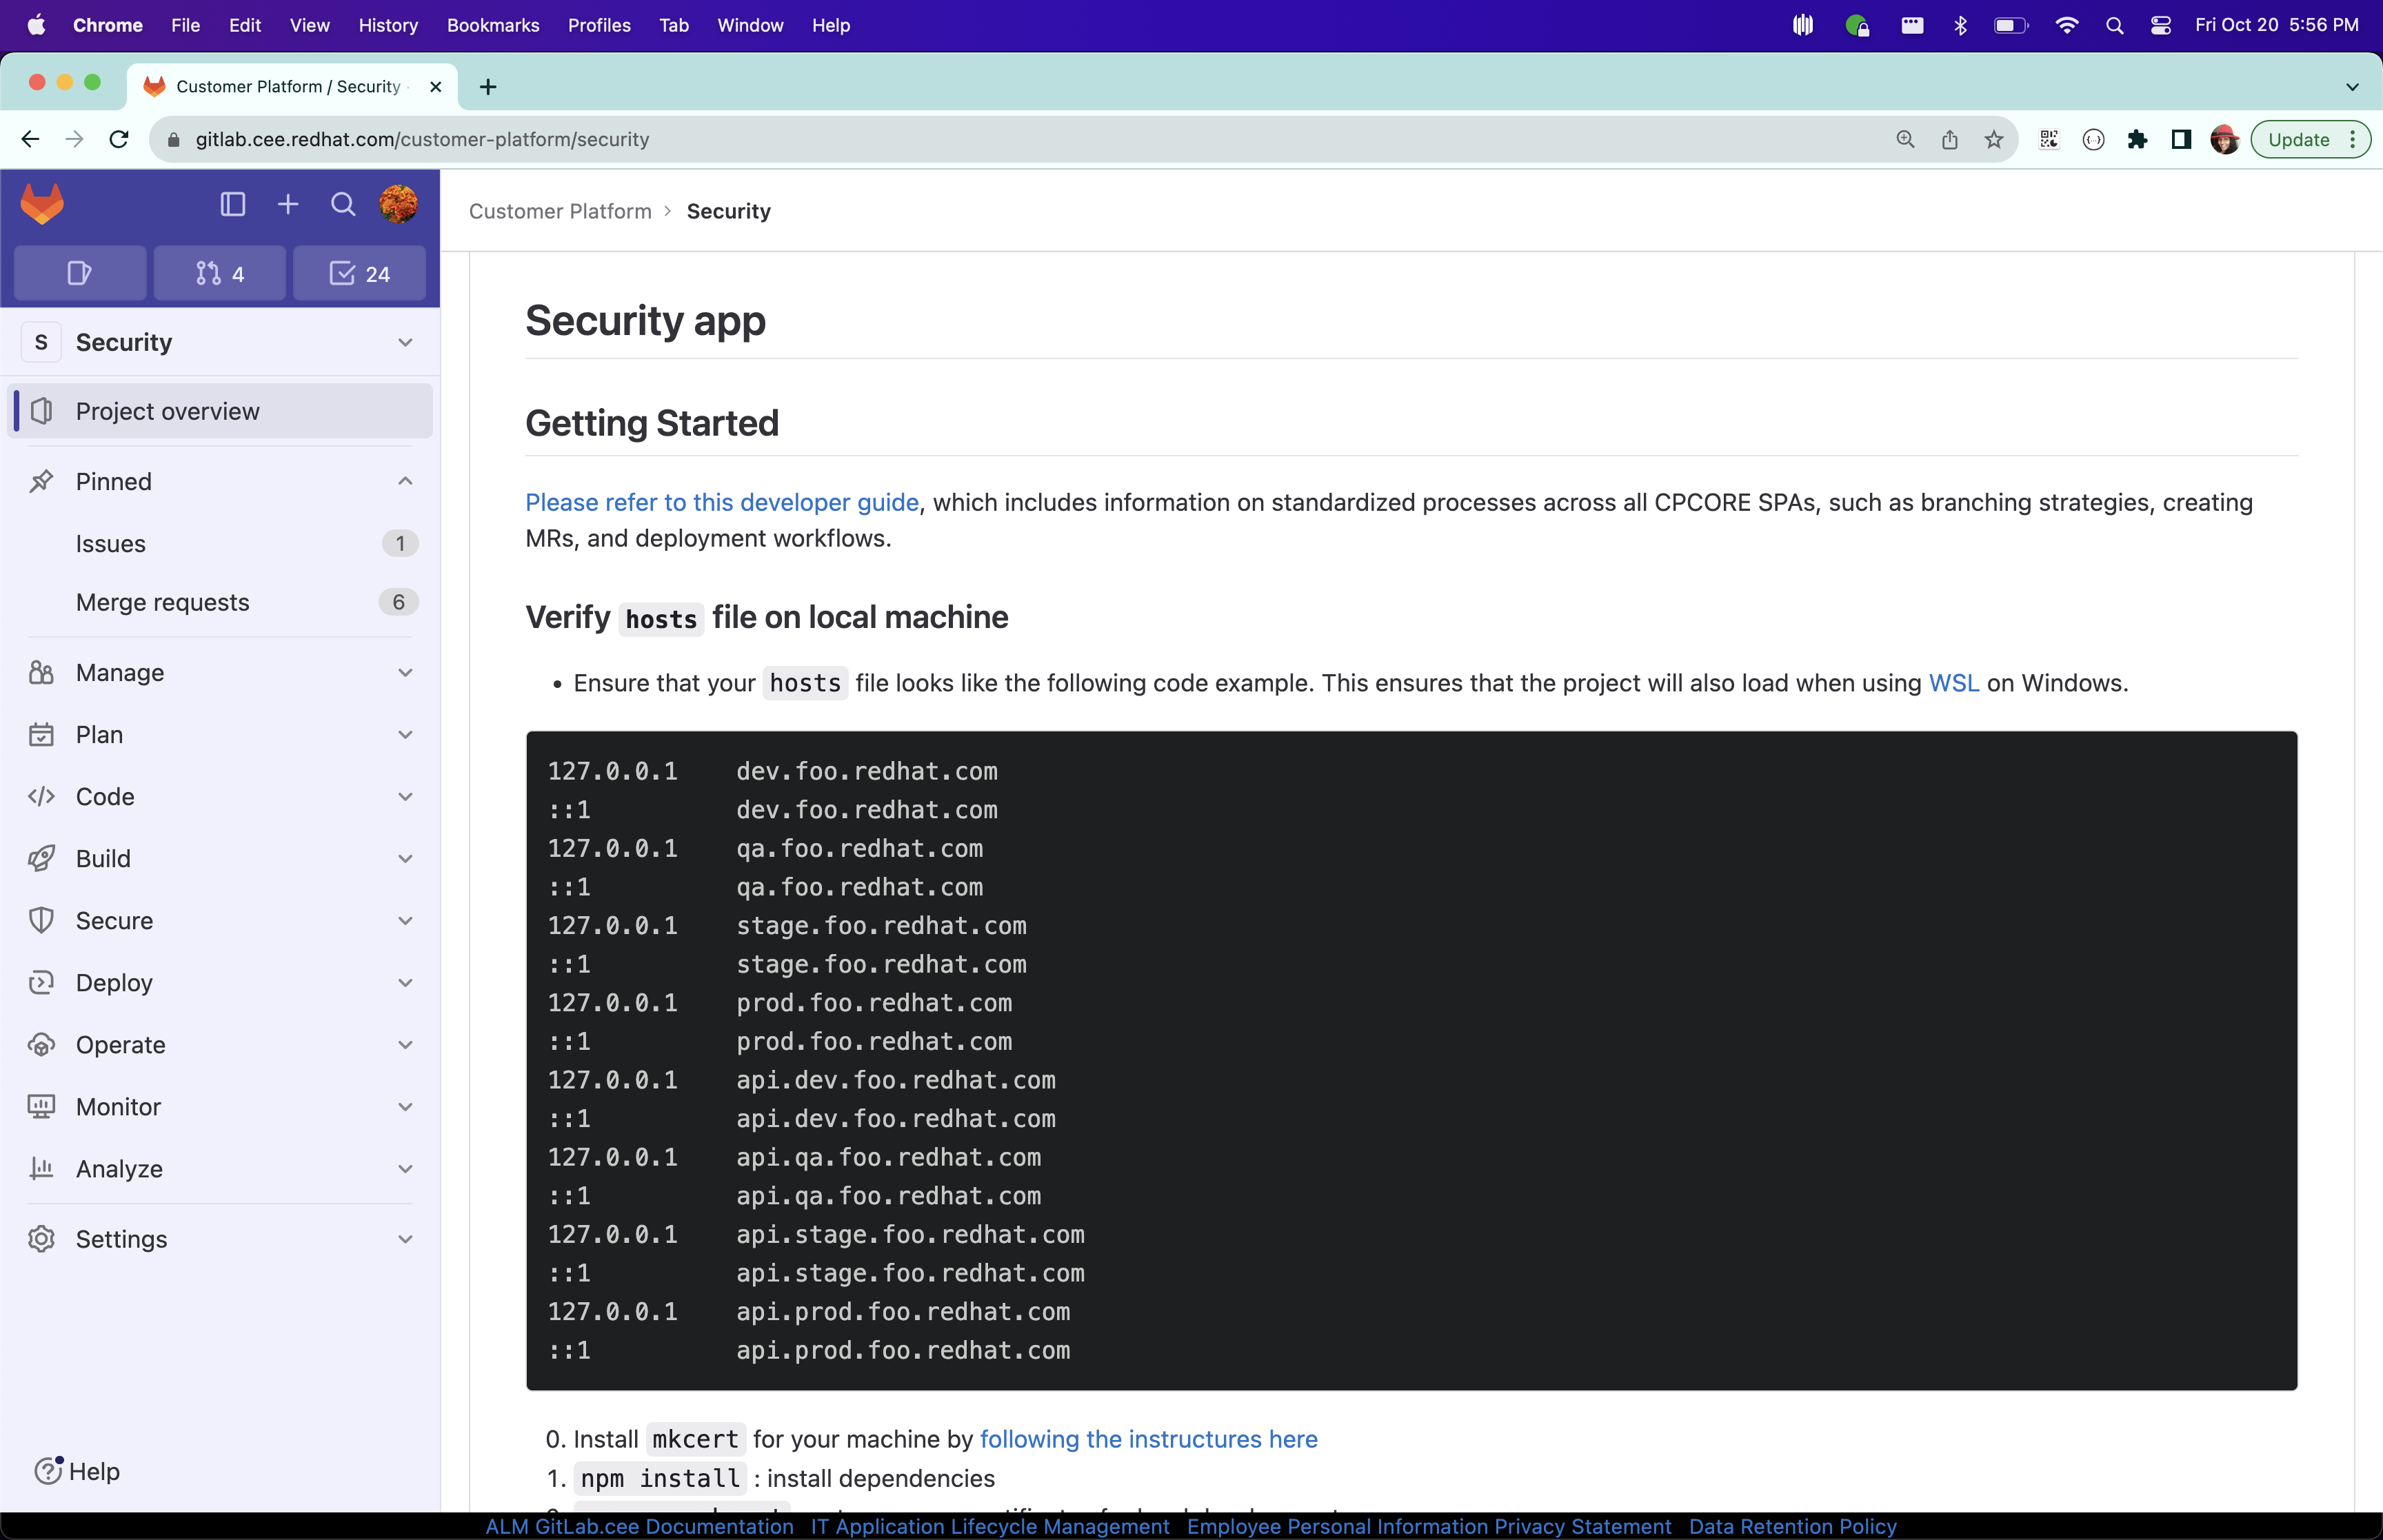 Chrome File Edit View History Bookmarks Profiles Tab Window Help Fri Oct 20 5:56 PM
Customer Platform / Security
gitlab.cee.redhat.com/customer-platform/security Update
Customer Platform > Security
4 24
S Security
Project overview
Pinned
Issues 1
Merge requests 6
Manage
Plan
Code
Build
Secure
Deploy
Operate
Monitor
Analyze
Settings
Help
Security app
Getting Started
Please refer to this developer guide, which includes information on standardized processes across all CPCORE SPAs, such as branching strategies, creating
MRs, and deployment workflows.
Verify hosts file on local machine
• Ensure that your hosts file looks like the following code example. This ensures that the project will also load when using WSL on Windows.
127.0.0.1 dev.foo.redhat.com
::1 dev.foo.redhat.com
127.0.0.1 qa.foo.redhat.com
::1 qa.foo.redhat.com
127.0.0.1 stage.foo.redhat.com
::1 stage.foo.redhat.com
127.0.0.1 prod.foo.redhat.com
::1 prod.foo.redhat.com
127.0.0.1 api.dev.foo.redhat.com
::1 api.dev.foo.redhat.com
127.0.0.1 api.qa.foo.redhat.com
::1 api.qa.foo.redhat.com
127.0.0.1 api.stage.foo.redhat.com
::1 api.stage.foo.redhat.com
127.0.0.1 api.prod.foo.redhat.com
::1 api.prod.foo.redhat.com
0. Install mkcert for your machine by following the instructures here
1. npm install : install dependencies
ALM GitLab.cee Documentation IT Application Lifecycle Management Employee Personal Information Privacy Statement Data Retention Policy